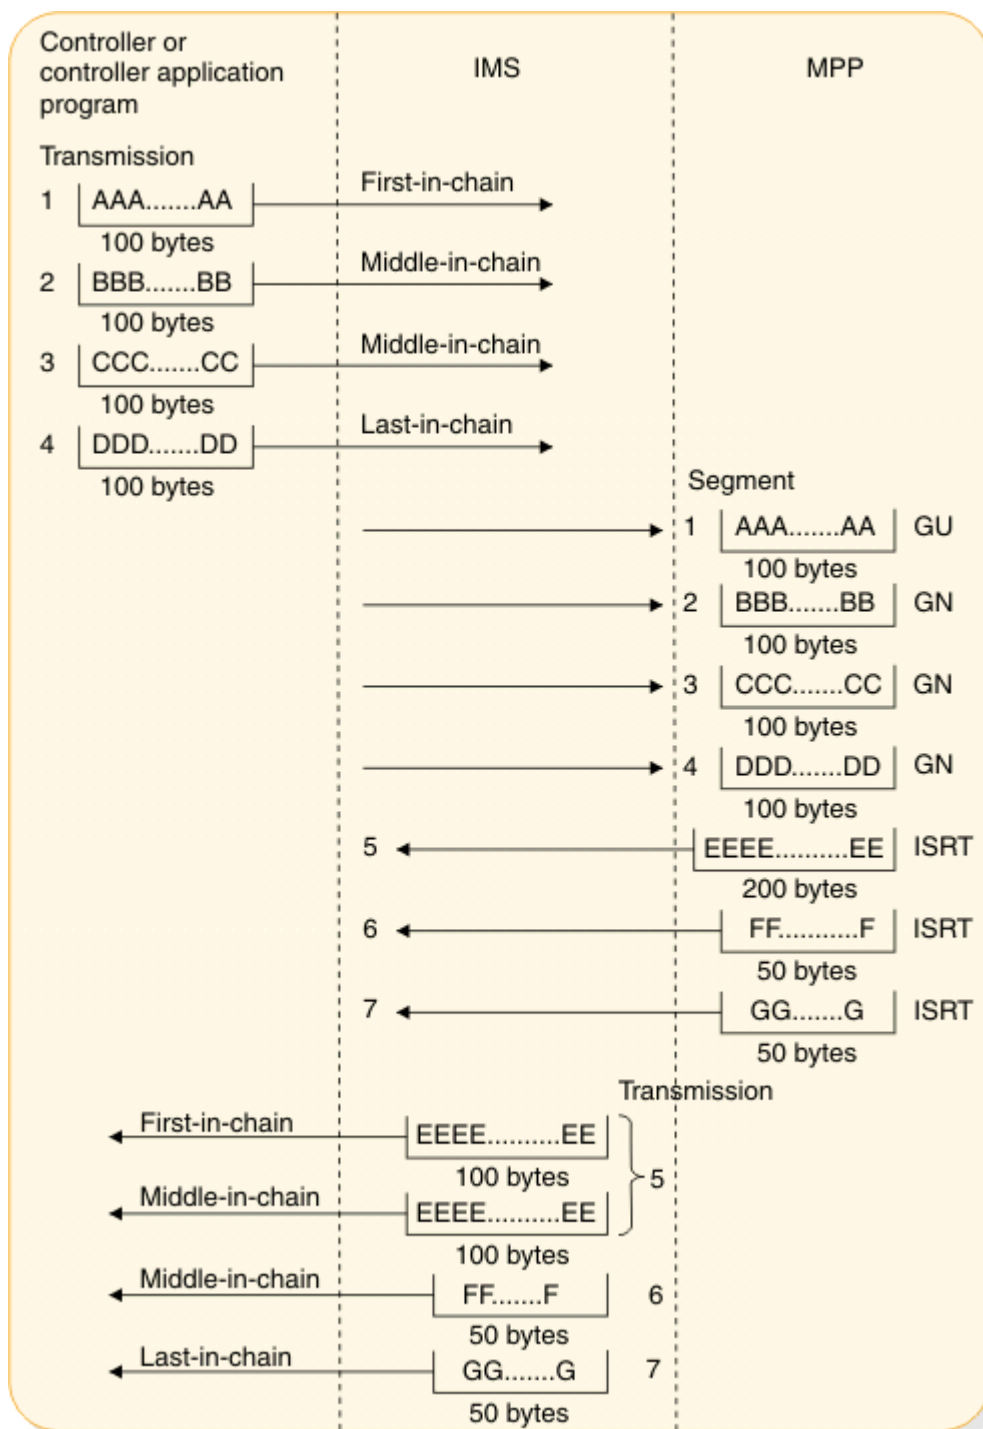 Controller or
controller application
program
IMS
MPP
Transmission
1 AAA.......AA First-in-chain
100 bytes
2 BBB.......BB Middle-in-chain
100 bytes
3 CCC.......CC Middle-in-chain
100 bytes
4 DDD.......DD Last-in-chain
100 bytes
Segment
1 AAA.......AA GU
100 bytes
2 BBB.......BB GN
100 bytes
3 CCC.......CC GN
100 bytes
4 DDD.......DD GN
100 bytes
5 EEEE..........EE ISRT
200 bytes
6 FF...........F ISRT
50 bytes
7 GG.......G ISRT
50 bytes
Transmission
First-in-chain EEEE..........EE
100 bytes 5
Middle-in-chain EEEE..........EE
100 bytes
Middle-in-chain FF.......F 6
50 bytes
Last-in-chain GG.......G 7
50 bytes